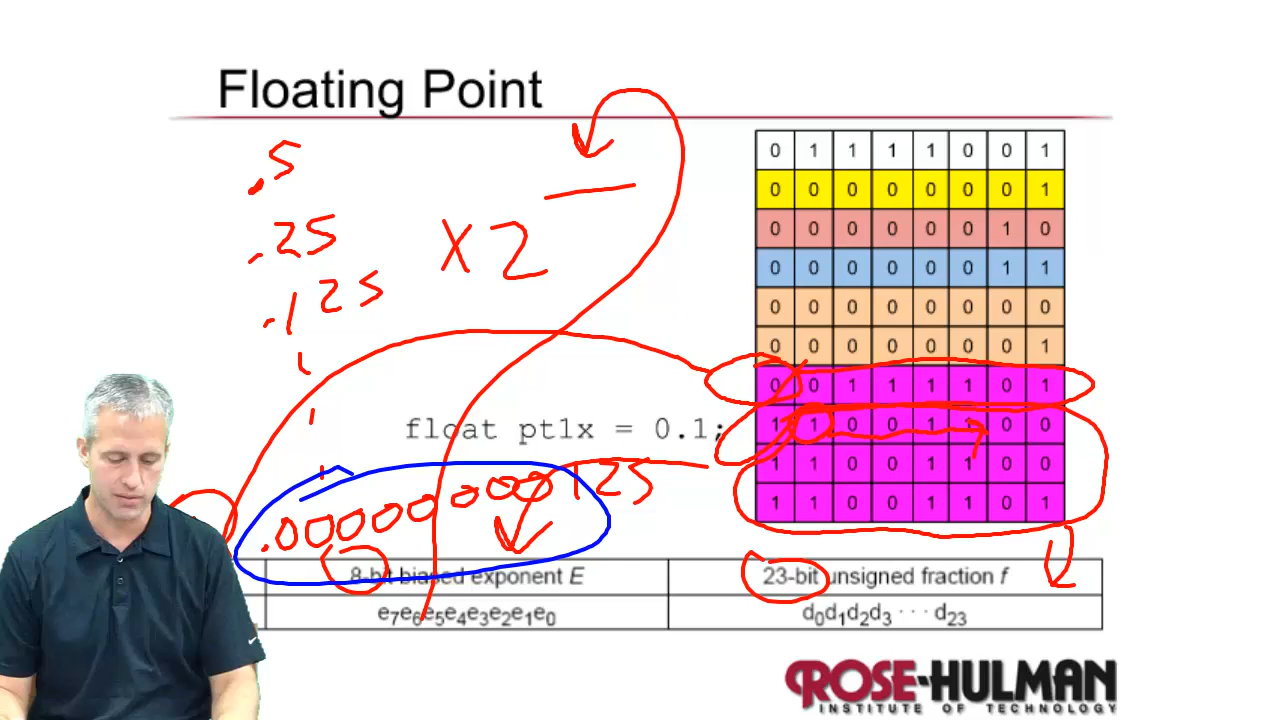 Floating Point
.5
.25
.125
X2
0 1 1 1 1 0 0 1
0 0 0 0 0 0 0 1
0 0 0 0 0 0 1 0
0 0 0 0 0 0 1 1
0 0 0 0 0 0 0 0
0 0 0 0 0 0 0 1
0 0 1 1 1 1 0 1
1 1 0 0 1 1 0 0
1 1 0 0 1 1 0 0
1 1 0 0 1 1 0 1
float pt1x = 0.1;
.000000000125
8-bit biased exponent E
23-bit unsigned fraction f
e7e6e5e4e3e2e1e0
d0d1d2d3 ··· d23
ROSE-HULMAN
INSTITUTE OF TECHNOLOGY